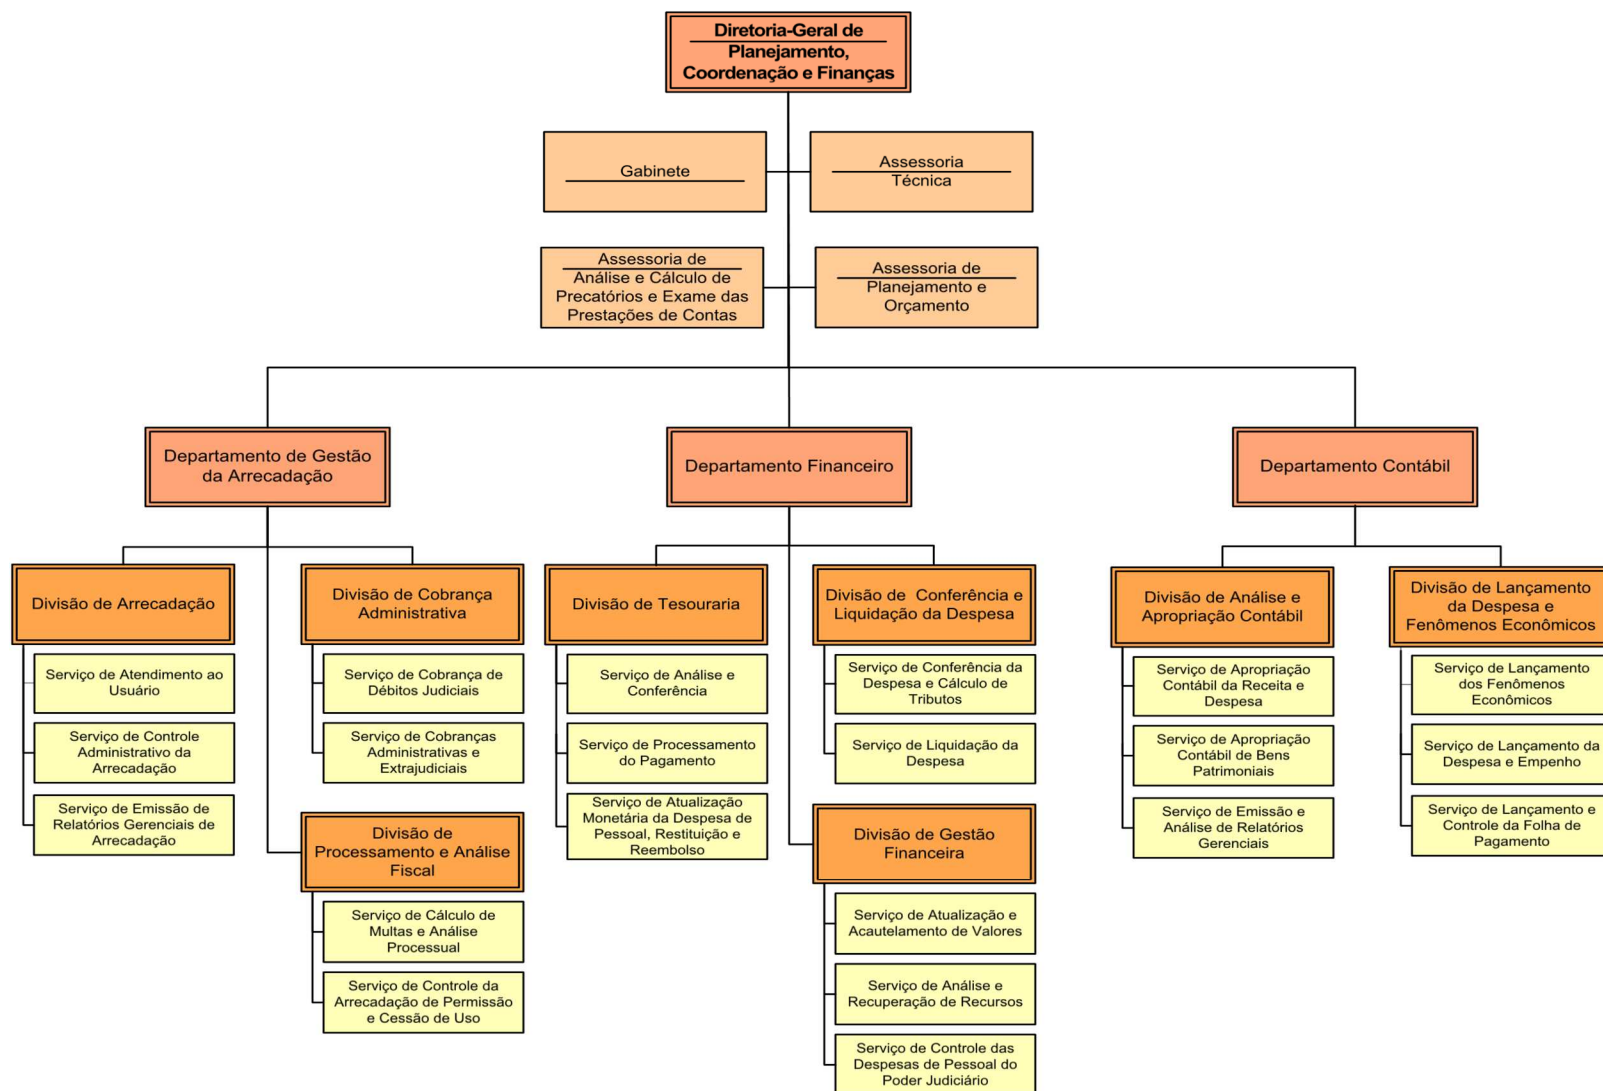 Diretoria-Geral de
Planejamento,
Coordenação e Finanças
Gabinete
Assessoria
Técnica
Assessoria de
Análise e Cálculo de
Precatórios e Exame das
Prestações de Contas
Assessoria de
Planejamento e
Orçamento
Departamento de Gestão
da Arrecadação
Departamento Financeiro
Departamento Contábil
Divisão de Arrecadação
Serviço de Atendimento ao
Usuário
Serviço de Controle
Administrativo da
Arrecadação
Serviço de Emissão de
Relatórios Gerenciais de
Arrecadação
Divisão de Cobrança
Administrativa
Serviço de Cobrança de
Débitos Judiciais
Serviço de Cobranças
Administrativas e
Extrajudiciais
Divisão de
Processamento e Análise
Fiscal
Serviço de Cálculo de
Multas e Análise
Processual
Serviço de Controle da
Arrecadação de Permissão
e Cessão de Uso
Divisão de Tesouraria
Serviço de Análise e
Conferência
Serviço de Processamento
do Pagamento
Serviço de Atualização
Monetária da Despesa de
Pessoal, Restituição e
Reembolso
Divisão de Conferência e
Liquidação da Despesa
Serviço de Conferência da
Despesa e Cálculo de
Tributos
Serviço de Liquidação da
Despesa
Divisão de Gestão
Financeira
Serviço de Atualização e
Acautelamento de Valores
Serviço de Análise e
Recuperação de Recursos
Serviço de Controle das
Despesas de Pessoal do
Poder Judiciário
Divisão de Análise e
Apropriação Contábil
Serviço de Apropriação
Contábil da Receita e
Despesa
Serviço de Apropriação
Contábil de Bens
Patrimoniais
Serviço de Emissão e
Análise de Relatórios
Gerenciais
Divisão de Lançamento
da Despesa e
Fenômenos Econômicos
Serviço de Lançamento
dos Fenômenos
Econômicos
Serviço de Lançamento da
Despesa e Empenho
Serviço de Lançamento e
Controle da Folha de
Pagamento